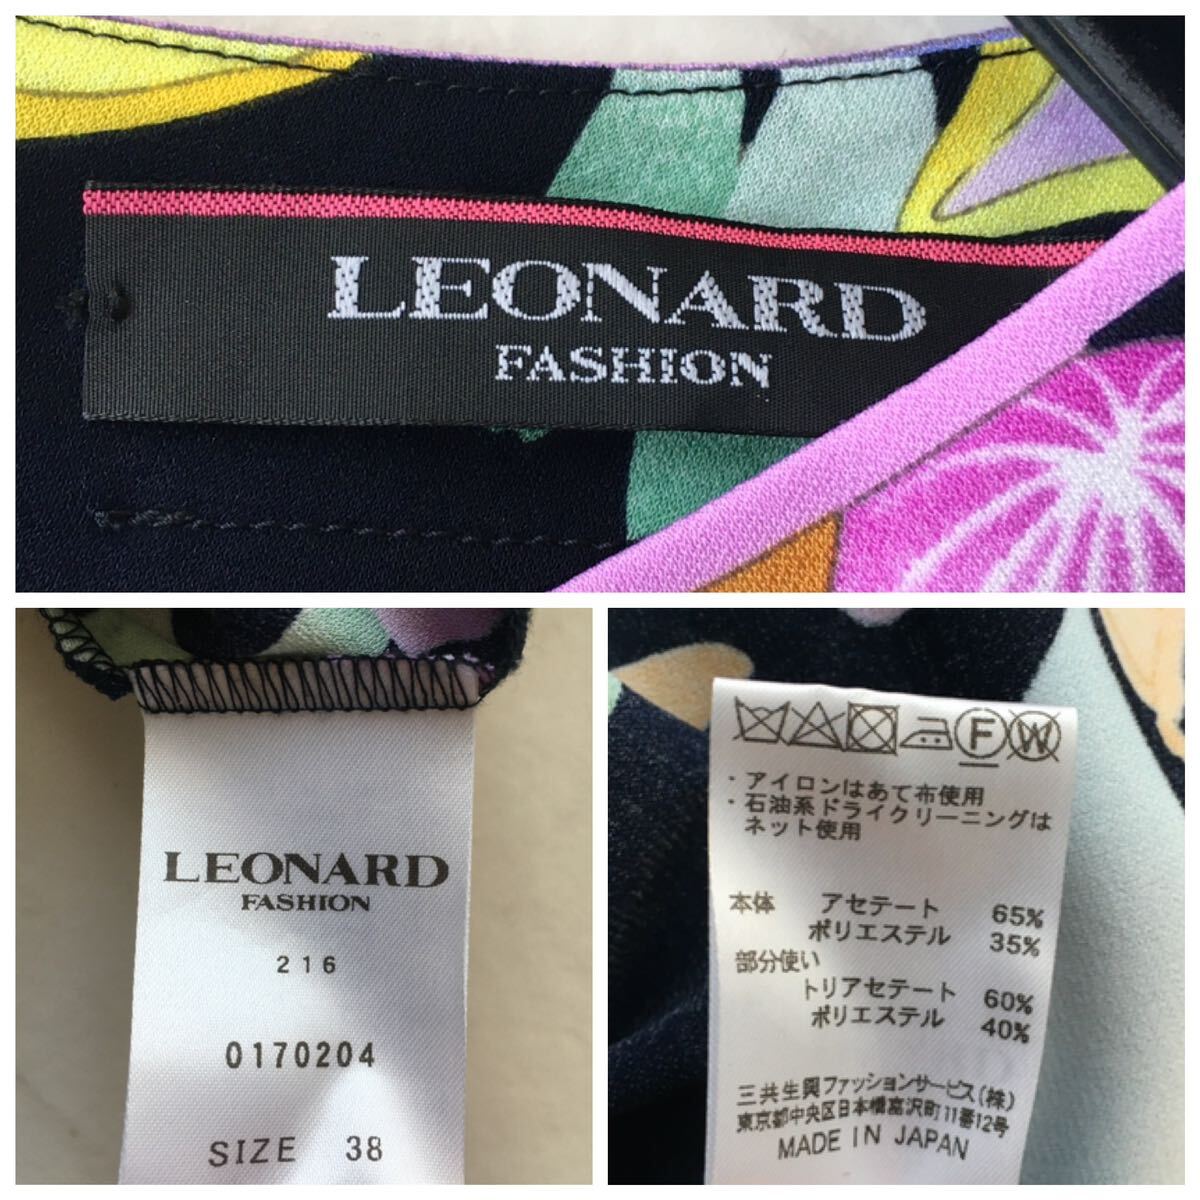 LEONARD
FASHION
LEONARD
FASHION
216
0170204
SIZE 38
F W
・アイロンはあて布使用
・石油系ドライクリーニングは
ネット使用
本体 アセテート 65%
ポリエステル 35%
部分使い
トリアセテート 60%
ポリエステル 40%
三共生興ファッションサービス(株)
東京都中央区日本橋富沢町11番12号
MADE IN JAPAN